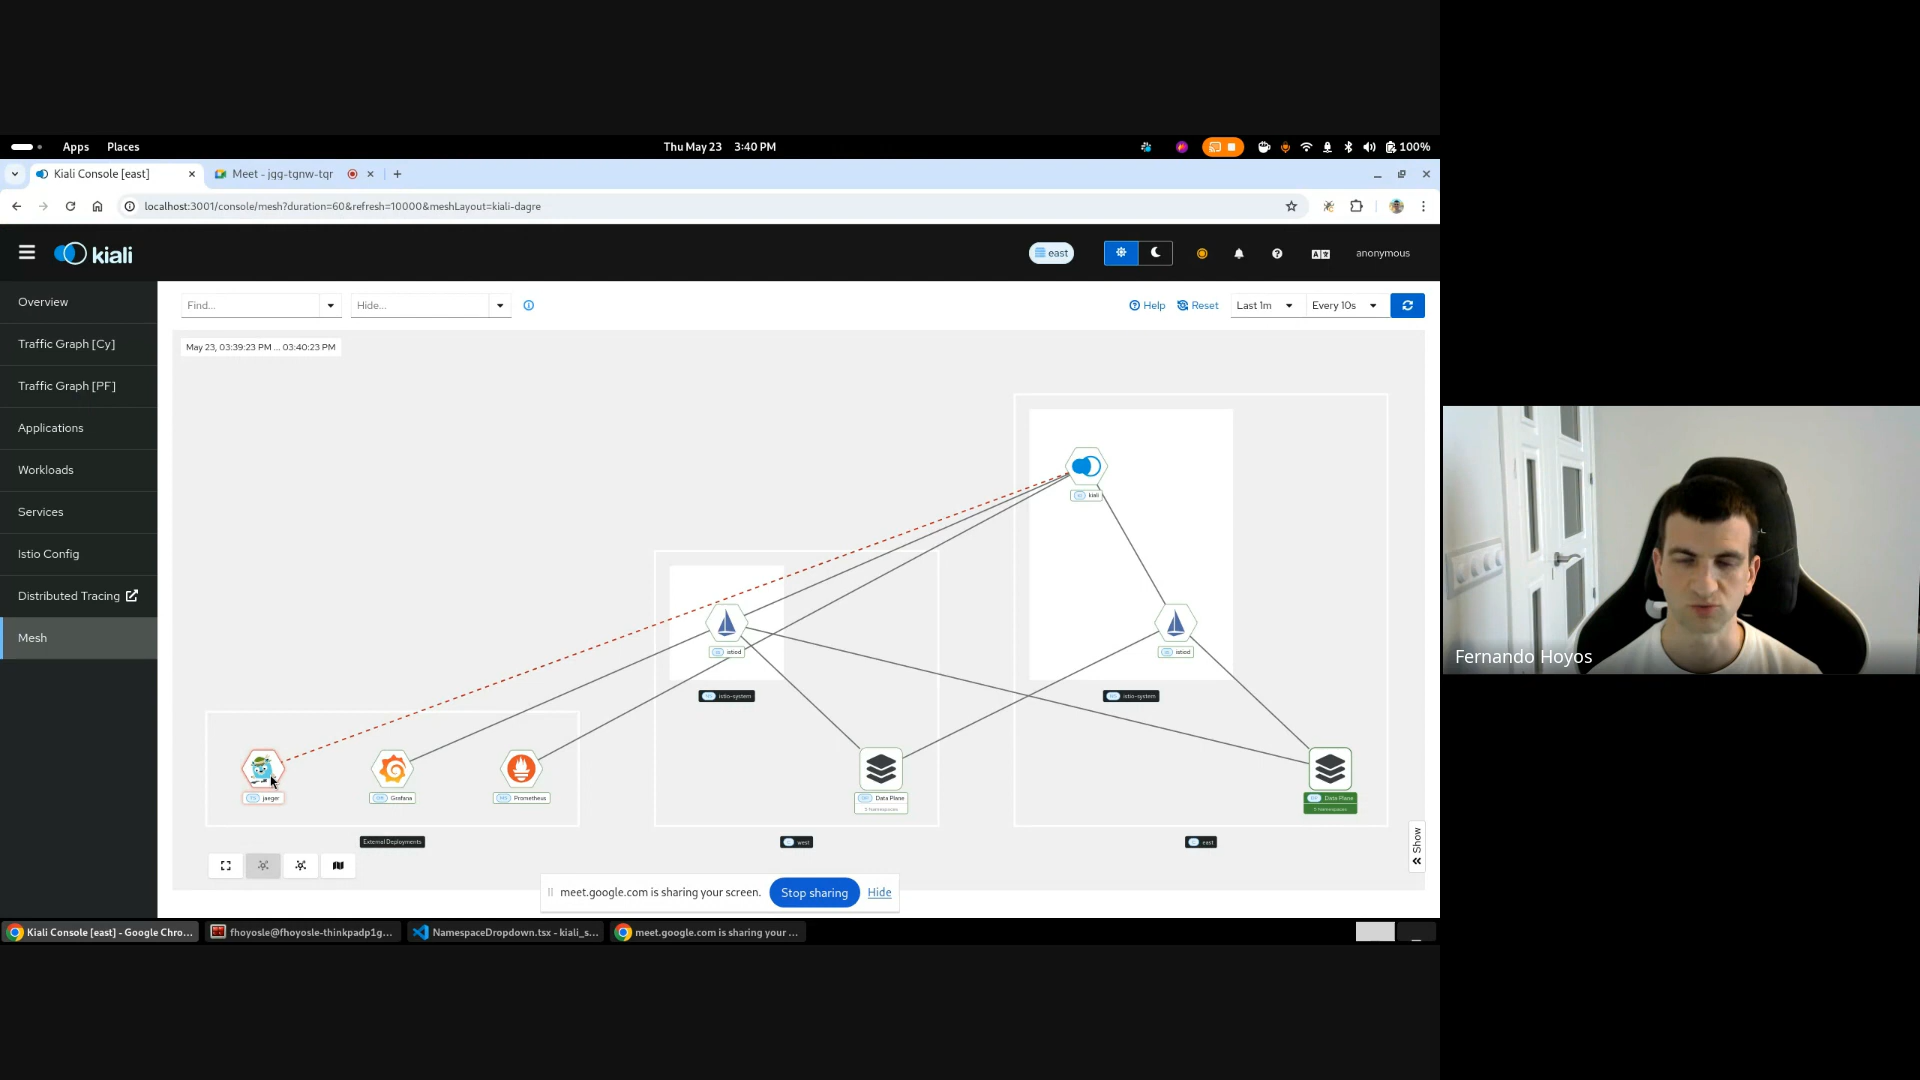 Apps Places Thu May 23 3:40 PM 100%
Kiali Console [east]
Meet - jgg-tgnw-tqr
localhost:3001/console/mesh?duration=60&refresh=10000&meshLayout=kiali-dagre
kiali
east
anonymous
Overview
Traffic Graph [Cy]
Traffic Graph [PF]
Applications
Workloads
Services
Istio Config
Distributed Tracing
Mesh
Find...
Hide...
Help
Reset
Last 1m
Every 10s
May 23, 03:39:23 PM ... 03:40:23 PM
kiali
istiod
istiod
istio-system
istio-system
jaeger
Grafana
Prometheus
Data Plane
Data Plane
External Deployments
west
east
Show
meet.google.com is sharing your screen.
Stop sharing
Hide
Kiali Console [east] - Google Chro...
fhoyosle@fhoyosle-thinkpadp1g...
NamespaceDropdown.tsx - kiali_s...
meet.google.com is sharing your ...
Fernando Hoyos